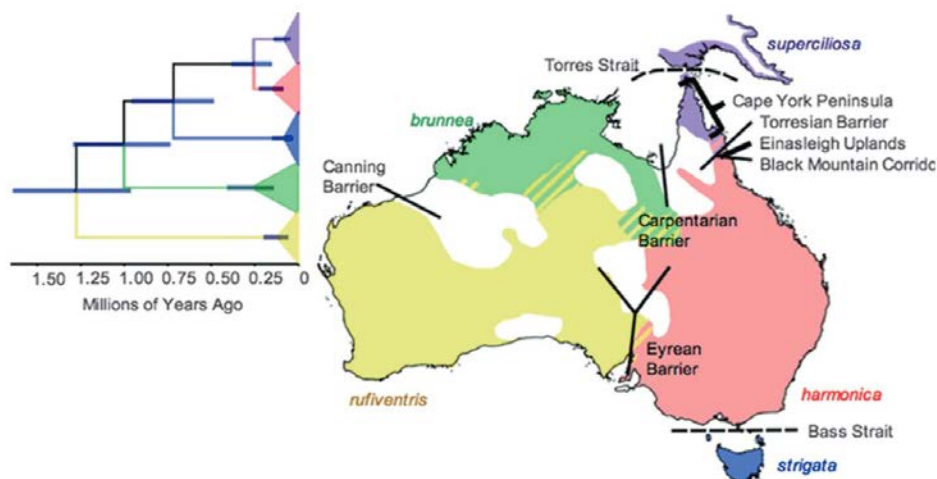 superciliosa
Torres Strait
Cape York Peninsula
Torresian Barrier
Einasleigh Uplands
Black Mountain Corrido
brunnea
Canning
Barrier
Carpentarian
Barrier
1.50 1.25 1.00 0.75 0.50 0.25 0
Millions of Years Ago
Eyrean
Barrier
rufiventris
harmonica
Bass Strait
strigata